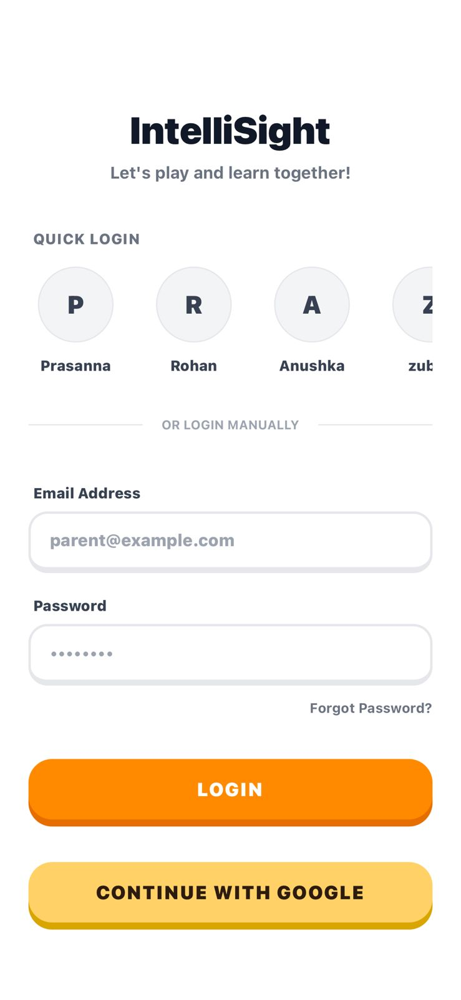 IntelliSight
Let's play and learn together!
QUICK LOGIN
P R A Z
Prasanna Rohan Anushka zub
OR LOGIN MANUALLY
Email Address
parent@example.com
Password
••••••••
Forgot Password?
LOGIN
CONTINUE WITH GOOGLE